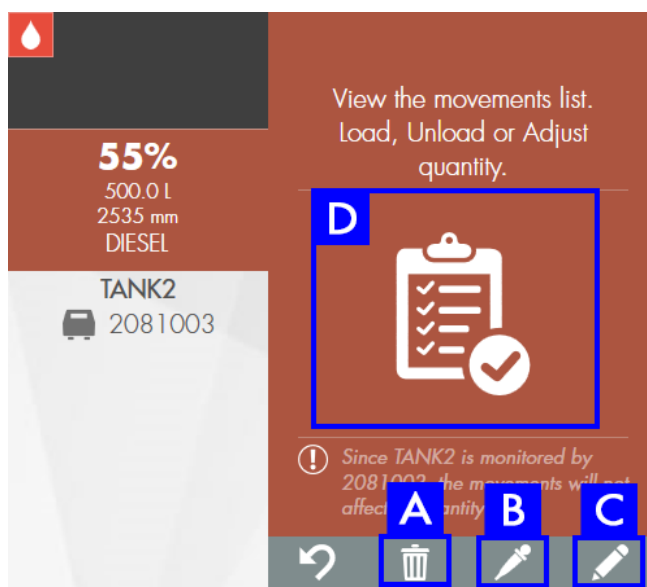 55%
500.0 L
2535 mm
DIESEL
TANK2
2081003
View the movements list.
Load, Unload or Adjust
quantity.
D
Since TANK2 is monitored by
the movements will not
A
B
C